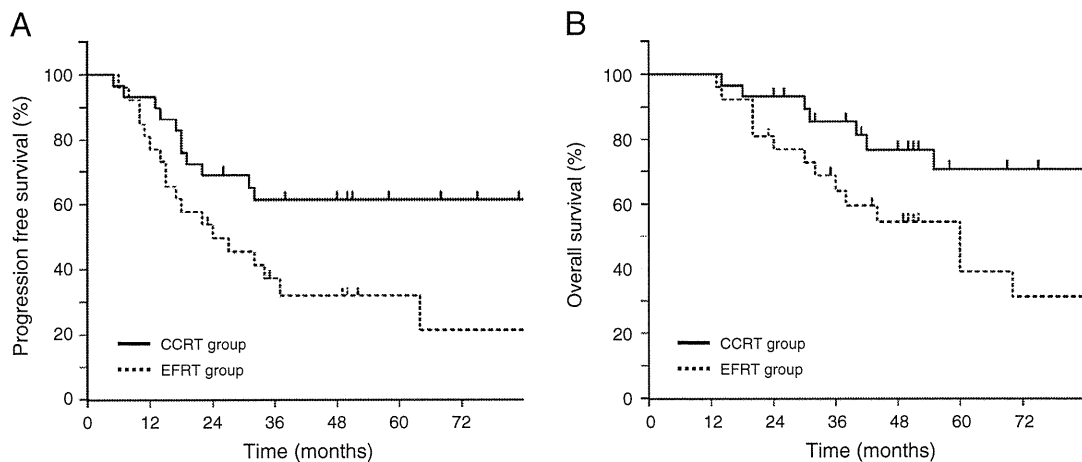 A
Progression free survival (%)
100
80
60
40
20
0
CCRT group
EFRT group
0 12 24 36 48 60 72
Time (months)
B
Overall survival (%)
100
80
60
40
20
0
CCRT group
EFRT group
0 12 24 36 48 60 72
Time (months)